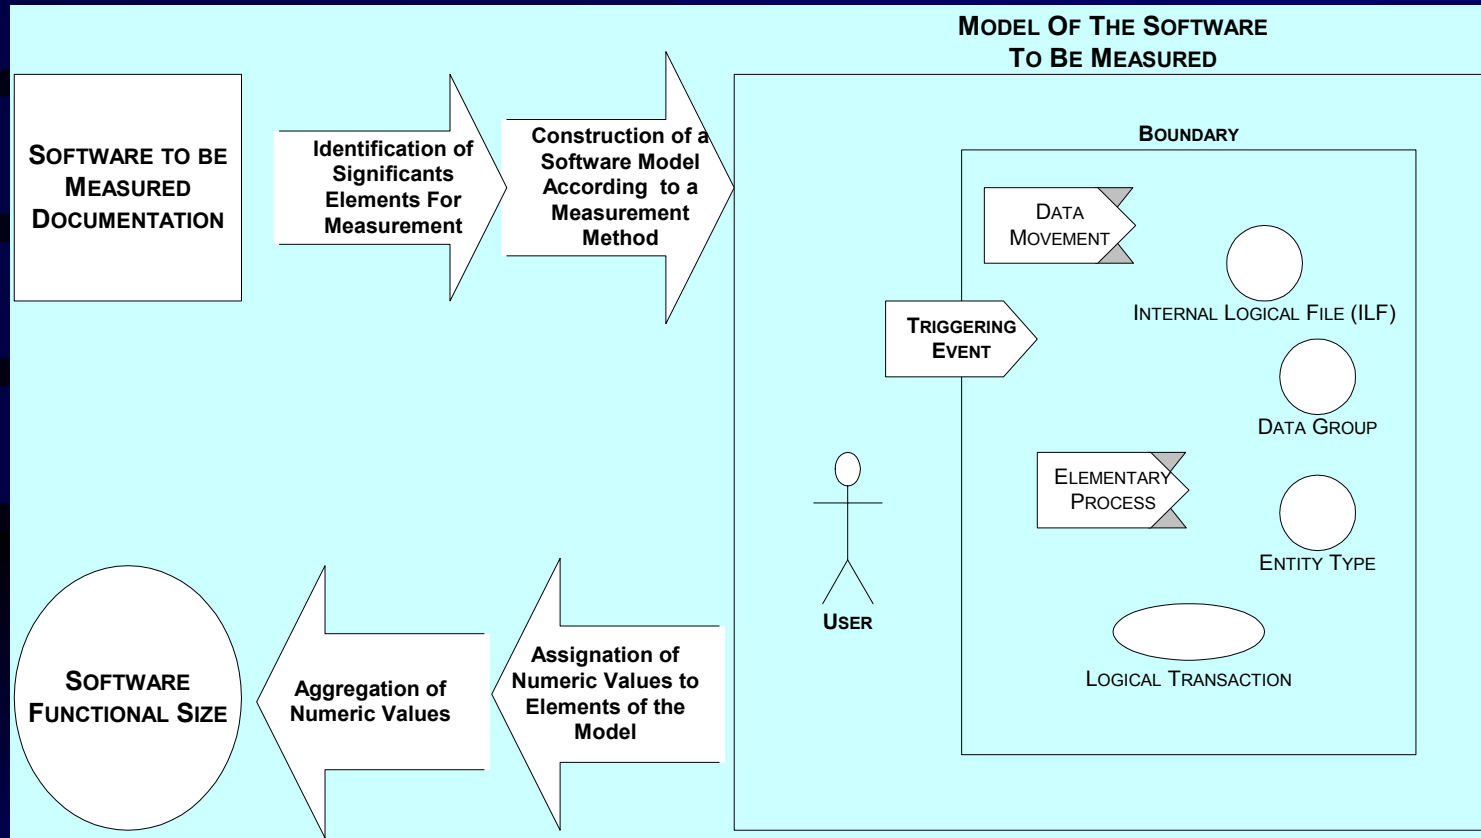 MODEL OF THE SOFTWARE
TO BE MEASURED
SOFTWARE TO BE
MEASURED
DOCUMENTATION
Identification of
Significants
Elements For
Measurement
Construction of a
Software Model
According to a
Measurement
Method
BOUNDARY
DATA
MOVEMENT
INTERNAL LOGICAL FILE (ILF)
TRIGGERING
EVENT
DATA GROUP
ELEMENTARY
PROCESS
ENTITY TYPE
USER
LOGICAL TRANSACTION
Assignation of
Numeric Values to
Elements of the
Model
Aggregation of
Numeric Values
SOFTWARE
FUNCTIONAL SIZE